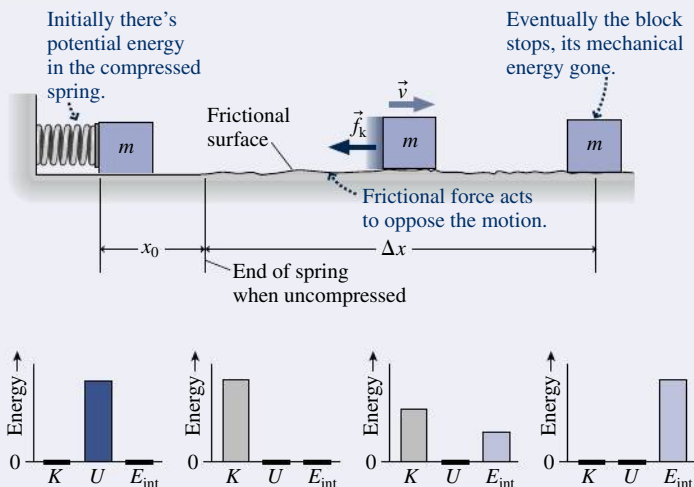 Initially there's
potential energy
in the compressed
spring.
Eventually the block
stops, its mechanical
energy gone.
Frictional
surface
v⃗
f⃗k
m
m
m
Frictional force acts
to oppose the motion.
x0
Δx
End of spring
when uncompressed
Energy
0
K U Eint
Energy
0
K U Eint
Energy
0
K U Eint
Energy
0
K U Eint